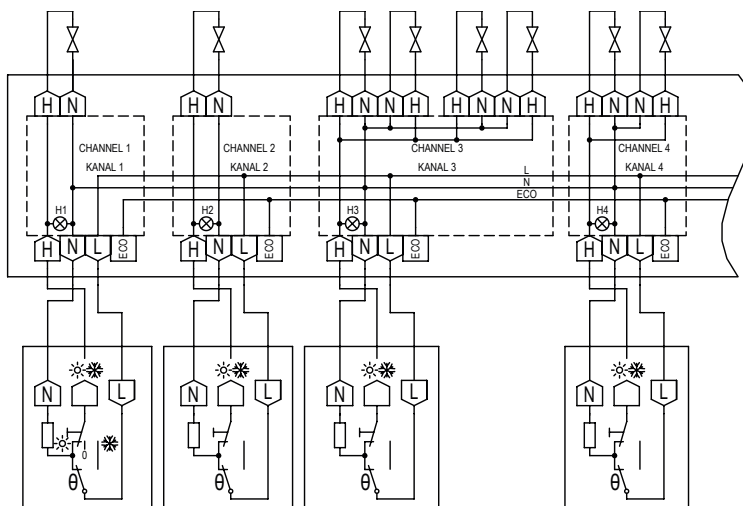 H N H N H N N H H N N H H N N H
CHANNEL 1 CHANNEL 2 CHANNEL 3 CHANNEL 4
KANAL 1 KANAL 2 KANAL 3 KANAL 4
L
N
ECO
H1 H2 H3 H4
H N L ECO H N L ECO H N L ECO H N L ECO
N L N L N L N L
0
θ θ θ θ